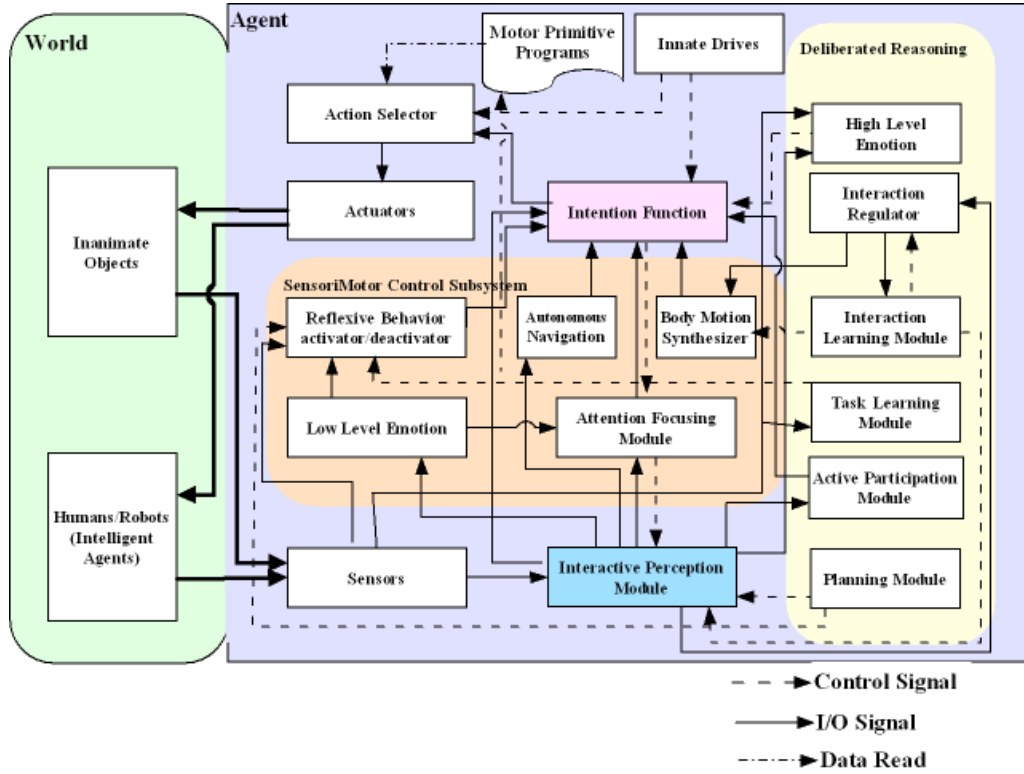 World
Agent
Motor Primitive
Programs
Innate Drives
Deliberated Reasoning
Action Selector
High Level
Emotion
Inanimate
Objects
Actuators
Intention Function
Interaction
Regulator
SensoriMotor Control Subsystem
Reflexive Behavior
activator/deactivator
Autonomous
Navigation
Body Motion
Synthesizer
Interaction
Learning Module
Low Level Emotion
Attention Focusing
Module
Task Learning
Module
Active Participation
Module
Humans/Robots
(Intelligent
Agents)
Sensors
Interactive Perception
Module
Planning Module
Control Signal
I/O Signal
Data Read